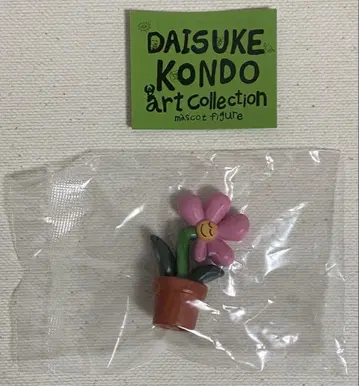 DAISUKE
KONDO
art collection
mascot figure